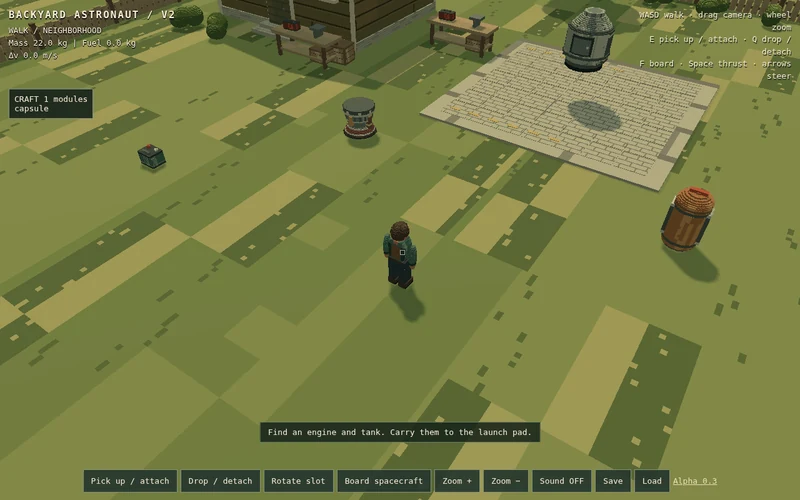 BACKYARD ASTRONAUT / V2
WALK / NEIGHBORHOOD
Mass 22.0 kg | Fuel 0.0 kg
Δv 0.0 m/s
WASD walk · drag camera · wheel
zoom
E pick up / attach · Q drop /
detach
F board · Space thrust · arrows
steer
CRAFT 1 modules
capsule
Find an engine and tank. Carry them to the launch pad.
Pick up / attach
Drop / detach
Rotate slot
Board spacecraft
Zoom +
Zoom −
Sound OFF
Save
Load
Alpha 0.3